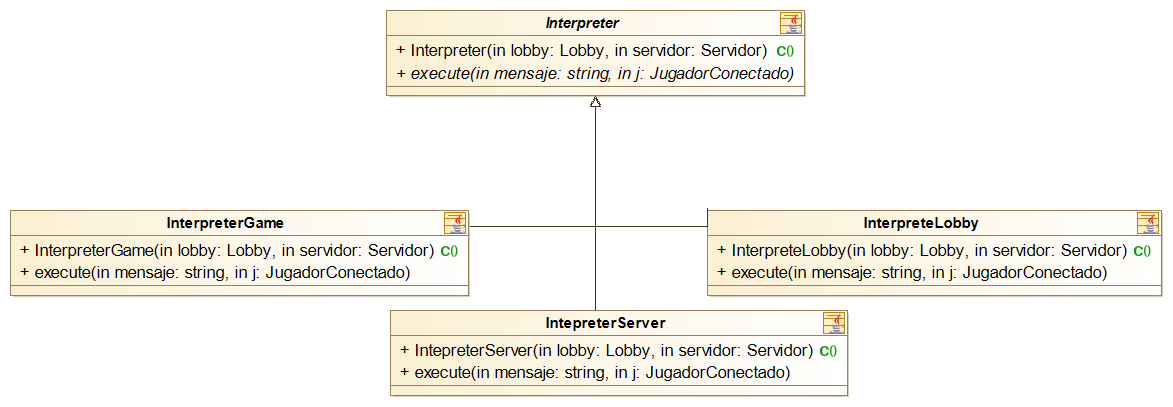 Interpreter
+ Interpreter(in lobby: Lobby, in servidor: Servidor) C()
+ execute(in mensaje: string, in j: JugadorConectado)
InterpreterGame
+ InterpreterGame(in lobby: Lobby, in servidor: Servidor) C()
+ execute(in mensaje: string, in j: JugadorConectado)
InterpreteLobby
+ InterpreteLobby(in lobby: Lobby, in servidor: Servidor) C()
+ execute(in mensaje: string, in j: JugadorConectado)
IntepreterServer
+ IntepreterServer(in lobby: Lobby, in servidor: Servidor) C()
+ execute(in mensaje: string, in j: JugadorConectado)